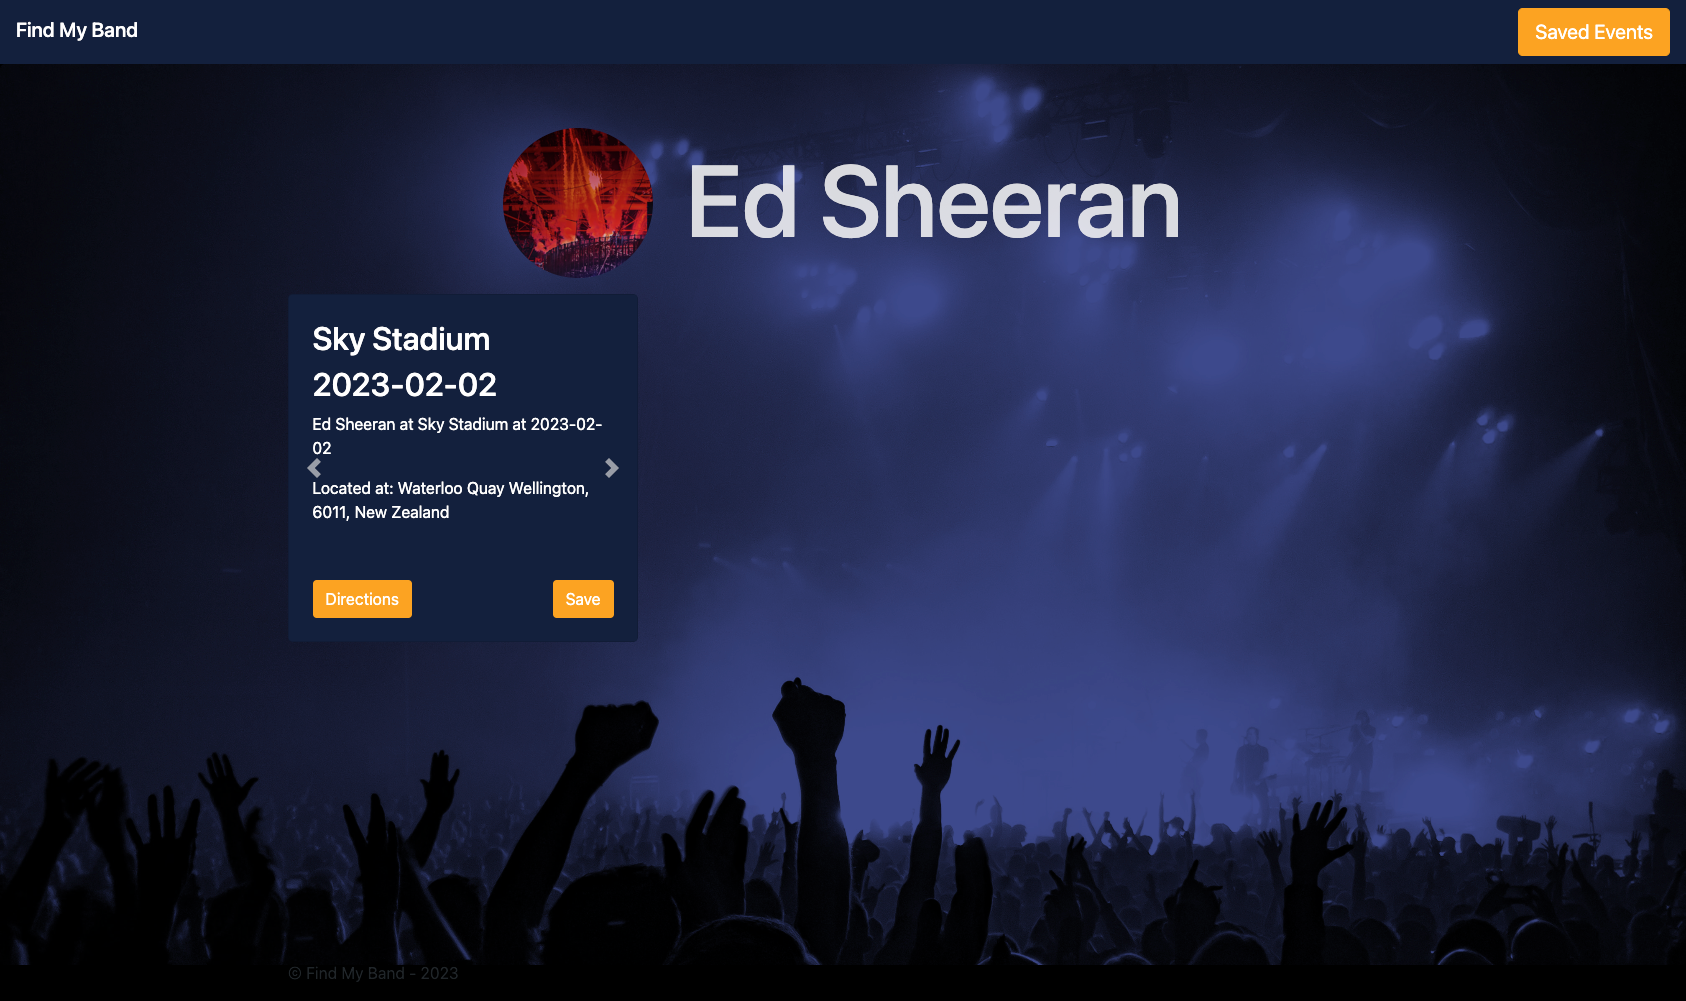 Find My Band
Saved Events
Ed Sheeran
Sky Stadium
2023-02-02
Ed Sheeran at Sky Stadium at 2023-02-
02
Located at: Waterloo Quay Wellington,
6011, New Zealand
Directions
Save
© Find My Band - 2023